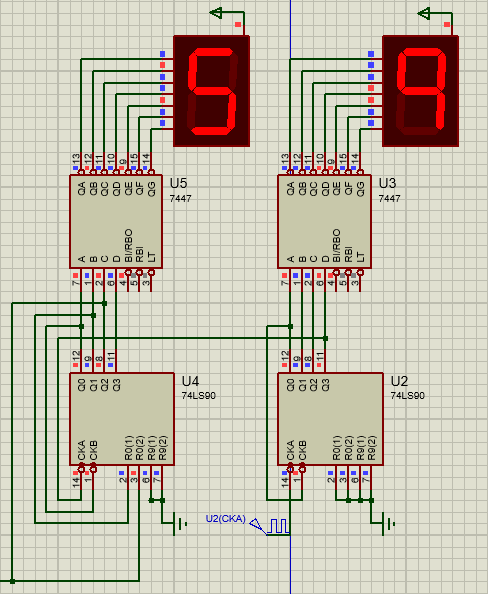 5 9
13 12 11 10 9 15 14 13 12 11 10 9 15 14
QA QB QC QD QE QF QG U5 QA QB QC QD QE QF QG U3
7447 7447
A B C D BI/RBO RBI LT A B C D BI/RBO RBI LT
7 1 2 6 4 5 3 7 1 2 6 4 5 3
12 9 8 11 12 9 8 11
Q0 Q1 Q2 Q3 U4 Q0 Q1 Q2 Q3 U2
74LS90 74LS90
CKA CKB R0(1) R0(2) R9(1) R9(2) CKA CKB R0(1) R0(2) R9(1) R9(2)
14 1 2 3 6 7 14 1 2 3 6 7
U2(CKA)